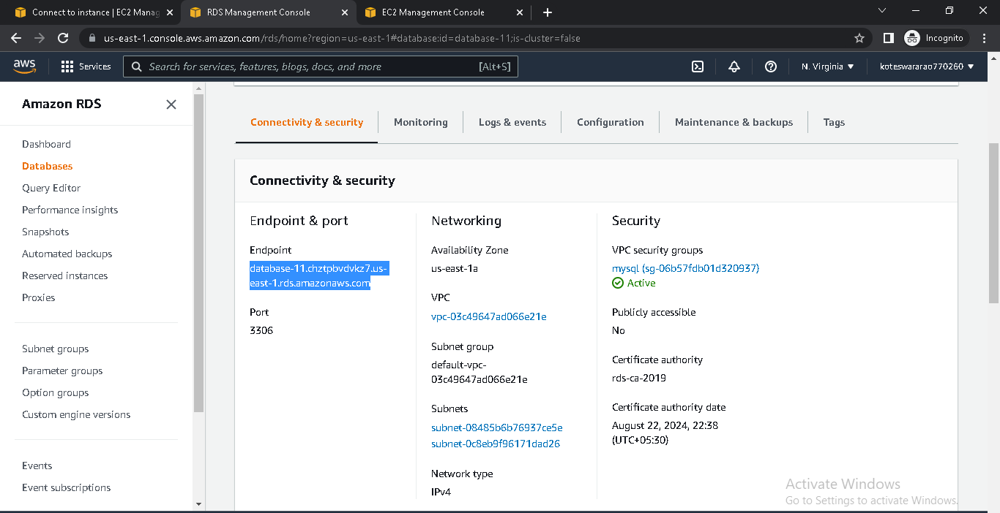 Connect to instance | EC2 Manag
RDS Management Console
EC2 Management Console
us-east-1.console.aws.amazon.com/rds/home?region=us-east-1#database:id=database-11;is-cluster=false
Incognito
aws
Services
Search for services, features, blogs, docs, and more
[Alt+S]
N. Virginia
koteswararao770260
Amazon RDS
Dashboard
Databases
Query Editor
Performance insights
Snapshots
Automated backups
Reserved instances
Proxies
Subnet groups
Parameter groups
Option groups
Custom engine versions
Events
Event subscriptions
Connectivity & security
Monitoring
Logs & events
Configuration
Maintenance & backups
Tags
Connectivity & security
Endpoint & port
Endpoint
database-11.chztpbvdvkz7.us-
east-1.rds.amazonaws.com
Port
3306
Networking
Availability Zone
us-east-1a
VPC
vpc-03c49647ad066e21e
Subnet group
default-vpc-
03c49647ad066e21e
Subnets
subnet-08485b6b76937ce5e
subnet-0c8eb9f96171dad26
Network type
IPv4
Security
VPC security groups
mysql (sg-06b57fdb01d320937)
Active
Publicly accessible
No
Certificate authority
rds-ca-2019
Certificate authority date
August 22, 2024, 22:38
(UTC+05:30)
Activate Windows
Go to Settings to activate Windows.